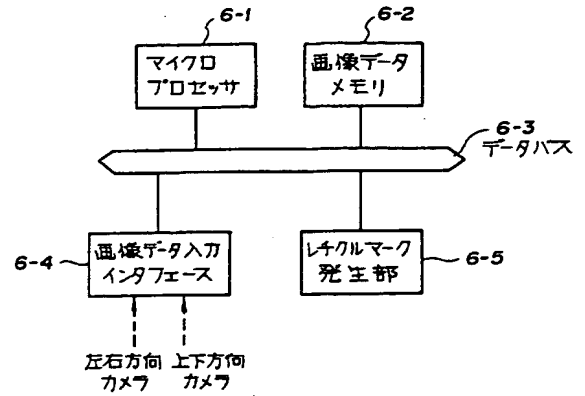 6-1
マイクロ
プロセッサ
6-2
画像データ
メモリ
6-3
データバス
6-4
画像データ入力
インタフェース
レチクルマーク
発生部
6-5
左右方向
カメラ
上下方向
カメラ